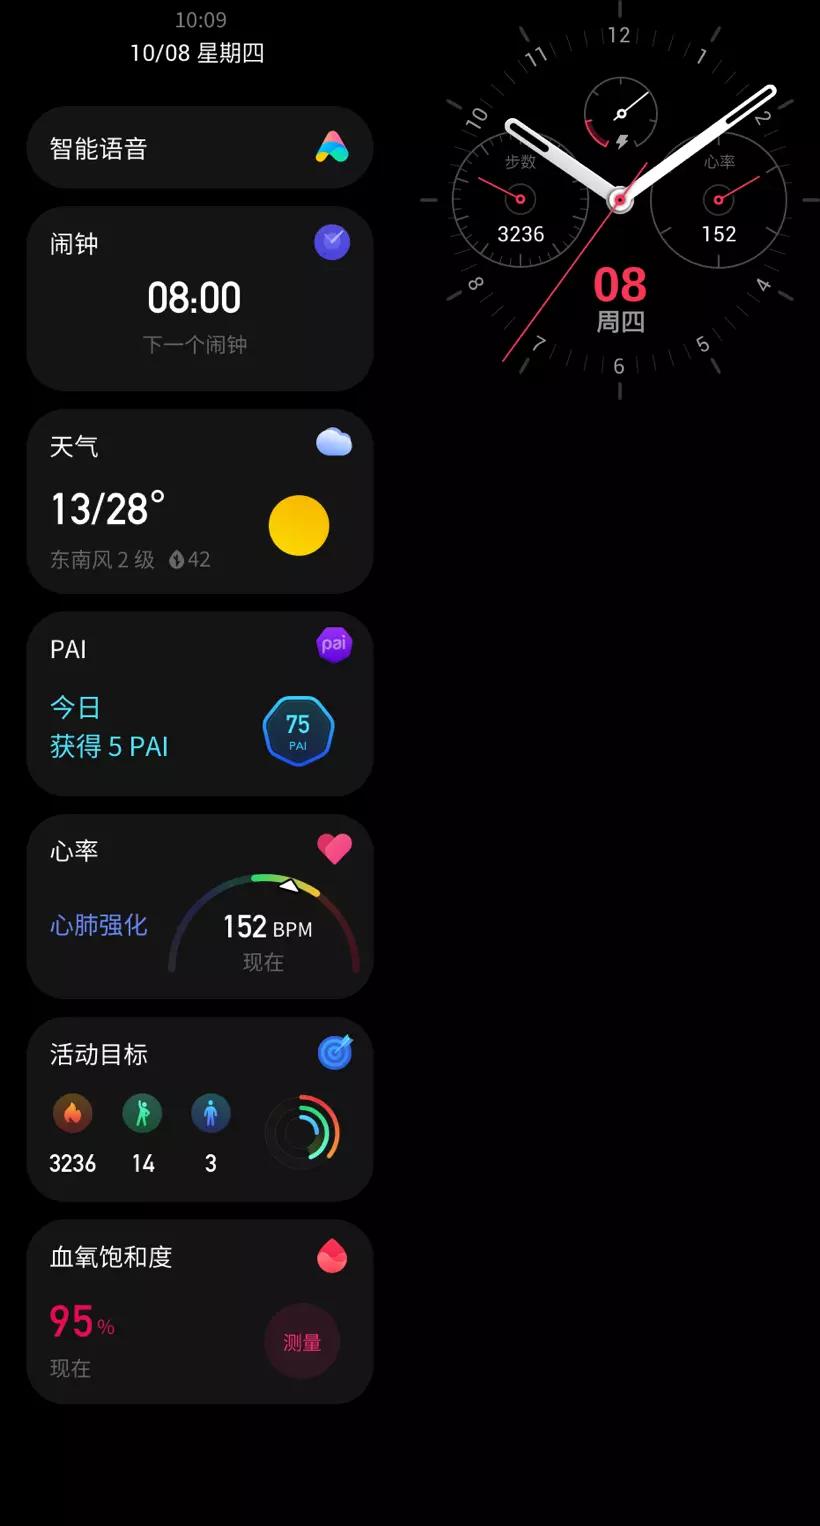 10:09
10/08 星期四
智能语音
闹钟
08:00
下一个闹钟
天气
13/28°
东南风 2 级 42
PAI
pai
今日
获得 5 PAI
75
PAI
心率
心肺强化
152 BPM
现在
活动目标
3236 14 3
血氧饱和度
95 %
现在
测量
12
11
1
10
2
步数
心率
3236
152
8
4
08
周四
7
5
6